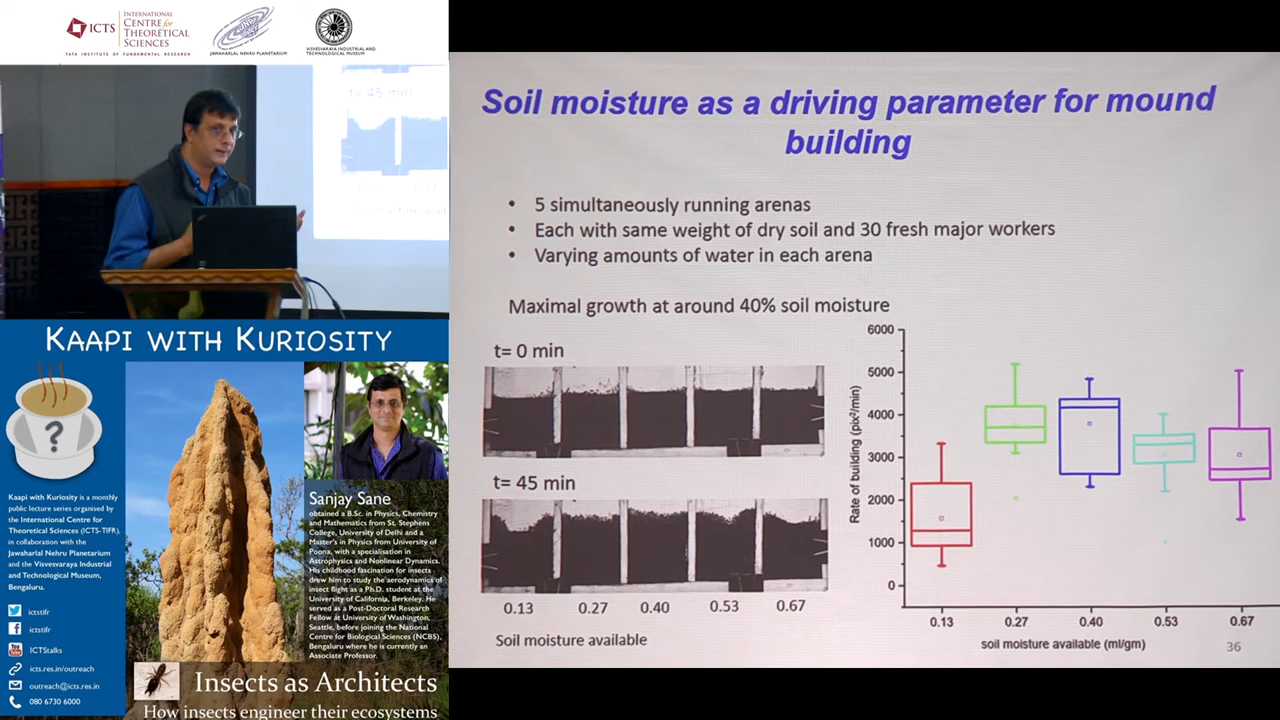 ICTS
INTERNATIONAL
CENTRE for
THEORETICAL
SCIENCES
TATA INSTITUTE OF FUNDAMENTAL RESEARCH
JAWAHARLAL NEHRU PLANETARIUM
VISVESVARAYA INDUSTRIAL AND
TECHNOLOGICAL MUSEUM
t= 45 min
KAAPI WITH KURIOSITY
?
Kaapi with Kuriosity is a monthly
public lecture series organised by
the International Centre for
Theoretical Sciences (ICTS-TIFR),
in collaboration with the
Jawaharlal Nehru Planetarium
and the Visvesvaraya Industrial
and Technological Museum,
Bengaluru.
ictstifr
ictstifr
ICTStalks
icts.res.in/outreach
outreach@icts.res.in
080 6730 6000
Sanjay Sane
obtained a B.Sc. in Physics, Chemistry
and Mathematics from St. Stephens
College, University of Delhi and a
Master's in Physics from University of
Poona, with a specialisation in
Astrophysics and Nonlinear Dynamics.
His childhood fascination for insects
drew him to study the aerodynamics of
insect flight as a Ph.D. student at the
University of California, Berkeley. He
served as a Post-Doctoral Research
Fellow at University of Washington,
Seattle, before joining the National
Centre for Biological Sciences (NCBS),
Bengaluru where he is currently an
Associate Professor.
Insects as Architects
How insects engineer their ecosystems
Soil moisture as a driving parameter for mound
building
• 5 simultaneously running arenas
• Each with same weight of dry soil and 30 fresh major workers
• Varying amounts of water in each arena
Maximal growth at around 40% soil moisture
t= 0 min
t= 45 min
0.13 0.27 0.40 0.53 0.67
Soil moisture available
Rate of building (pix²/min)
6000
5000
4000
3000
2000
1000
0
0.13 0.27 0.40 0.53 0.67
soil moisture available (ml/gm)
36